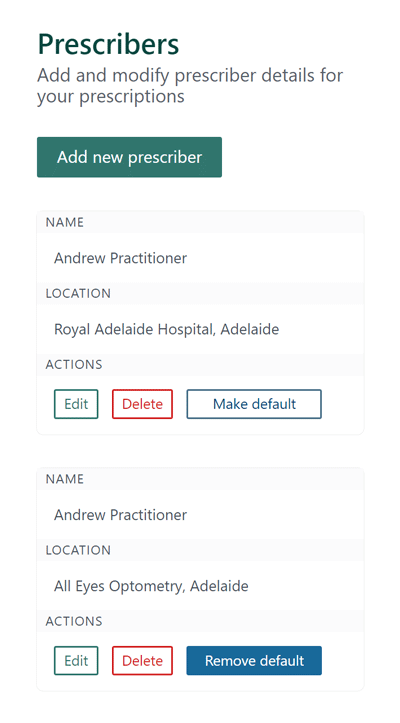 Prescribers
Add and modify prescriber details for
your prescriptions
Add new prescriber
NAME
Andrew Practitioner
LOCATION
Royal Adelaide Hospital, Adelaide
ACTIONS
Edit Delete Make default
NAME
Andrew Practitioner
LOCATION
All Eyes Optometry, Adelaide
ACTIONS
Edit Delete Remove default